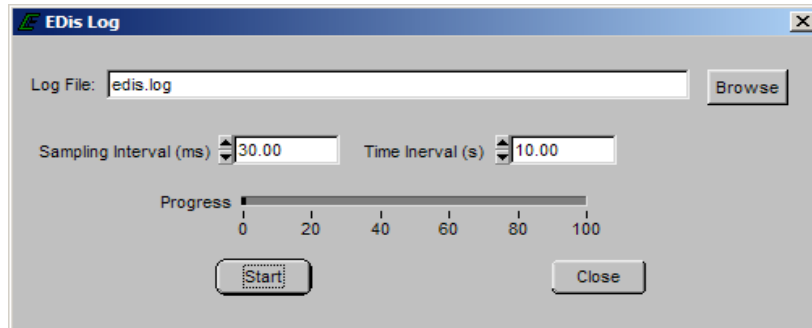 EDis Log
Log File: edis.log Browse
Sampling Interval (ms) 30.00 Time Inerval (s) 10.00
Progress
0 20 40 60 80 100
Start Close